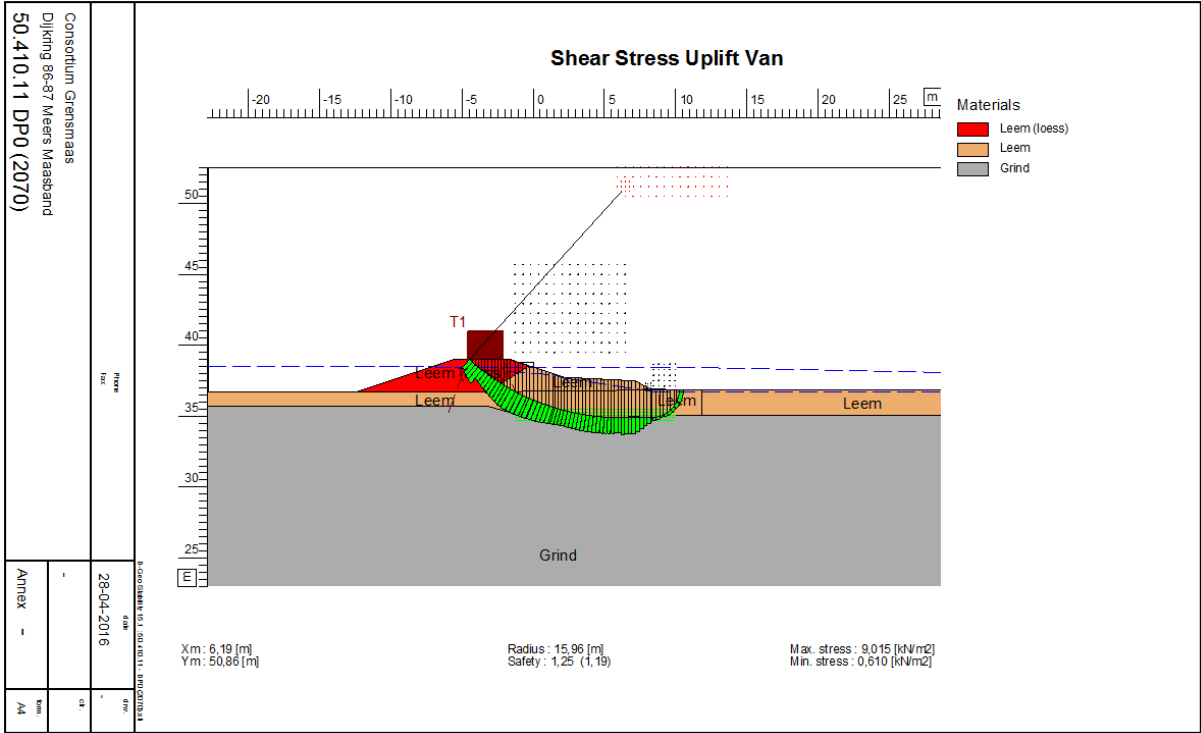 Shear Stress Uplift Van
-20 -15 -10 -5 0 5 10 15 20 25 m
Materials
Leem (loess)
Leem
Grind
50
45
40
35
30
25
m
T1
Leem
Leem
Leem
Leem
Leem
Grind
Xm : 6,19 [m]
Ym : 50,86 [m]
Radius : 15,96 [m]
Safety : 1,25 (1,19)
Max. stress : 9,015 [kN/m2]
Min. stress : 0,610 [kN/m2]
Consortium Grensmaas
Dijkring 86-87 Meers Maasband
50.410.11 DP0 (2070)
Phone
Fax
date
28-04-2016
drw.
-
ctr.
-
Annex -
form.
A4